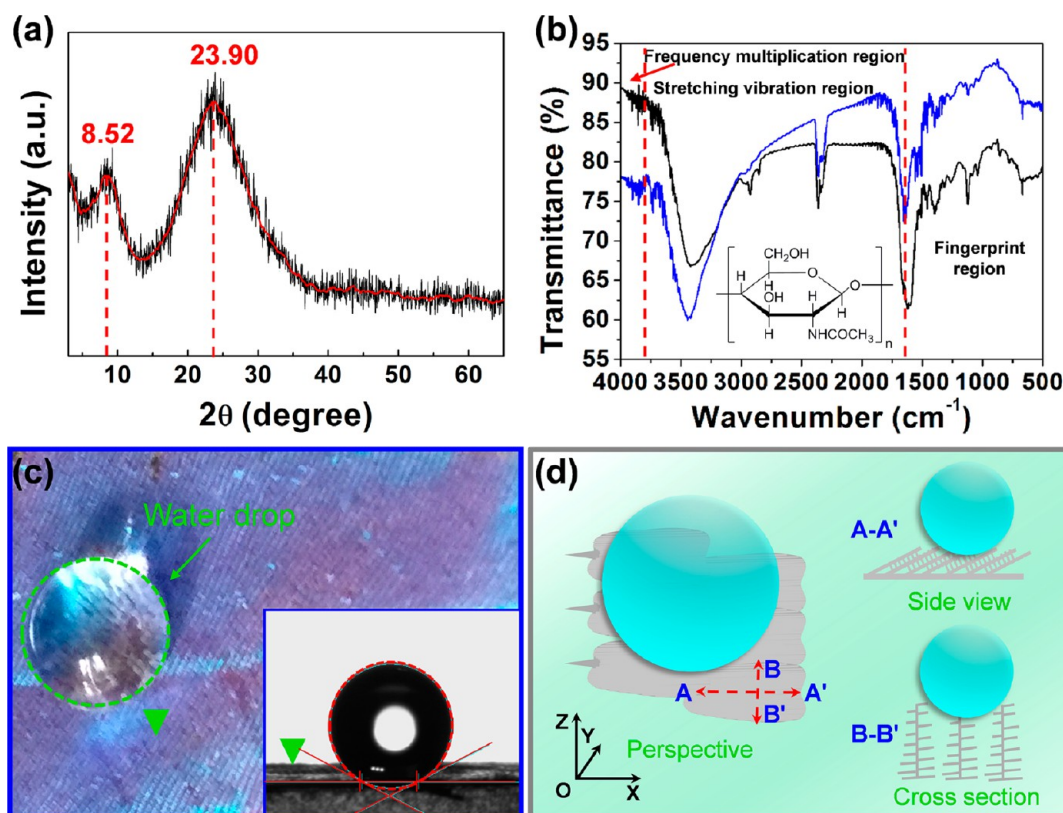 (a)
23.90
8.52
Intensity (a.u.)
10 20 30 40 50 60
2θ (degree)
(b)
95
90
85
80
75
70
65
60
55
Transmittance (%)
Frequency multiplication region
Stretching vibration region
Fingerprint
region
CH₂OH
O
H
H
OH
H
H
O
H
NHCOCH₃
n
4000 3500 3000 2500 2000 1500 1000 500
Wavenumber (cm⁻¹)
(c)
Water drop
(d)
A-A'
Side view
B
A
A'
B'
B-B'
Z
Y
O
X
Perspective
Cross section